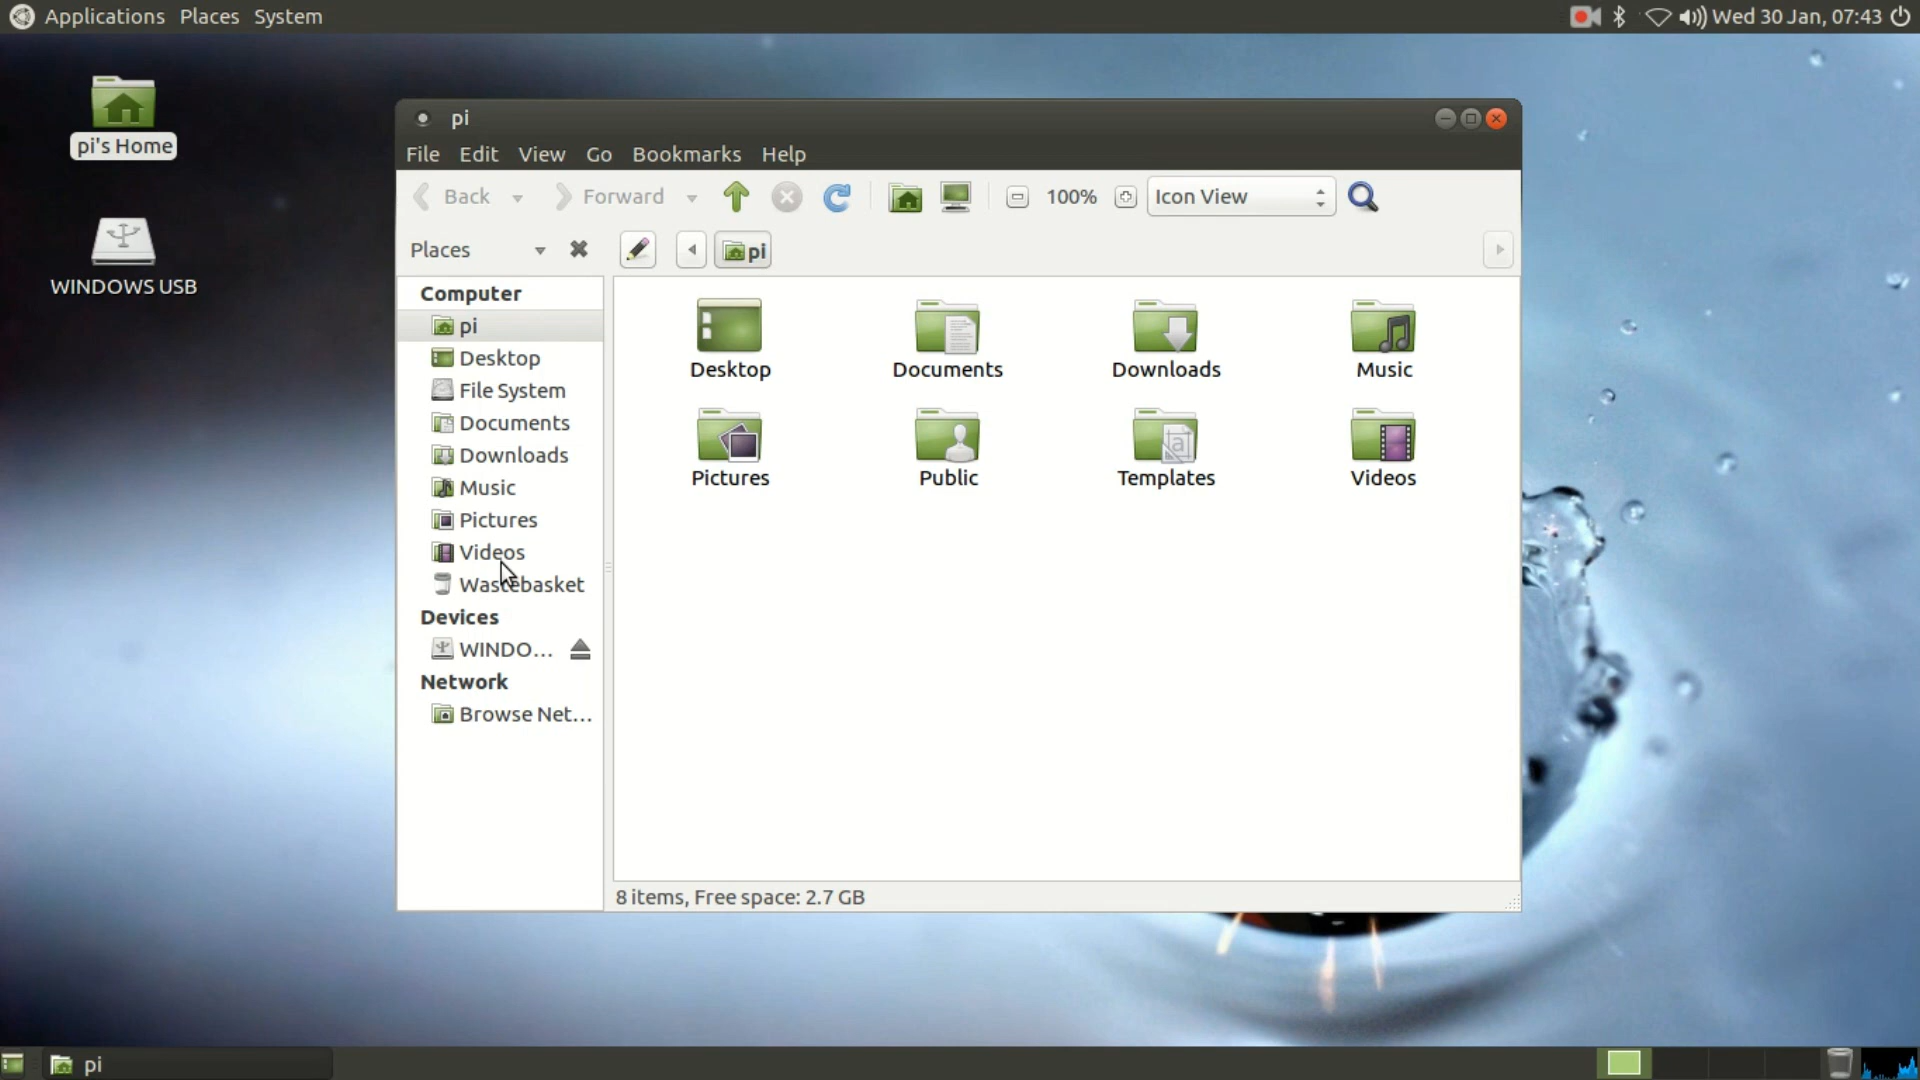 Applications Places System
Wed 30 Jan, 07:43
pi's Home
WINDOWS USB
pi
File Edit View Go Bookmarks Help
Back Forward 100% Icon View
Places
pi
Computer
pi
Desktop
File System
Documents
Downloads
Music
Pictures
Videos
Wastebasket
Devices
WINDO...
Network
Browse Net...
Desktop Documents Downloads Music
Pictures Public Templates Videos
8 items, Free space: 2.7 GB
pi